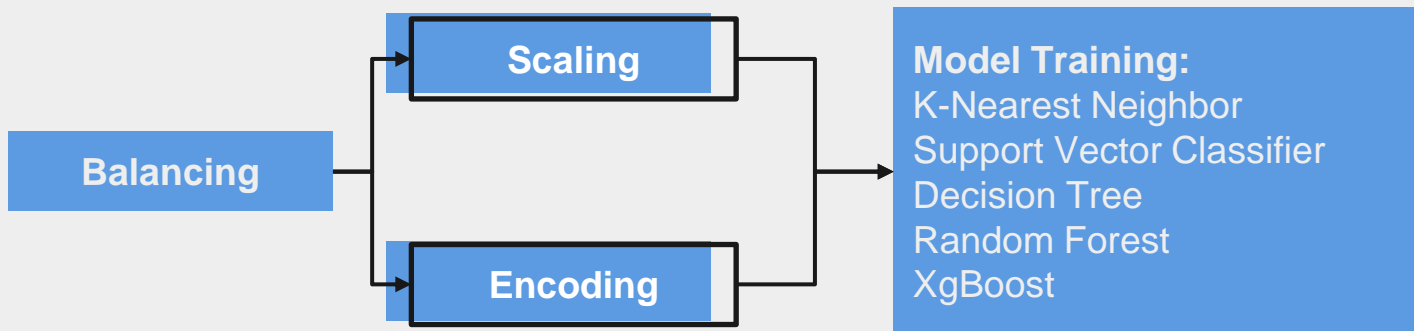 Balancing
Scaling
Encoding
Model Training:
K-Nearest Neighbor
Support Vector Classifier
Decision Tree
Random Forest
XgBoost